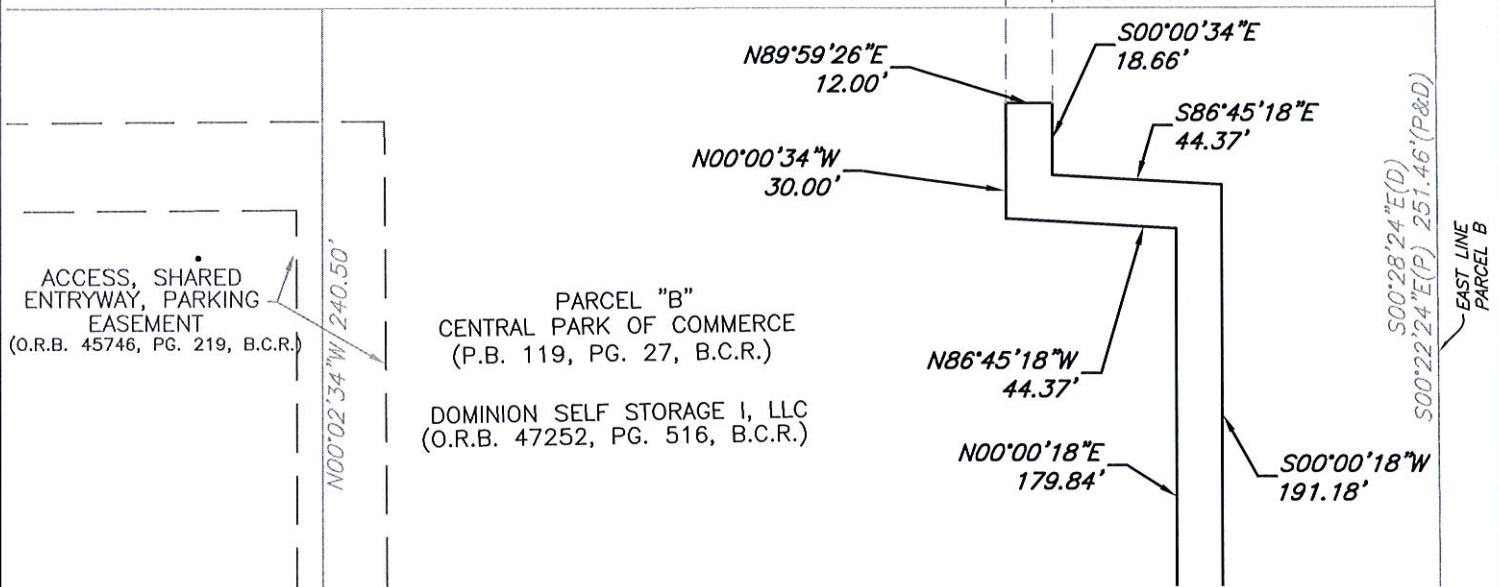 N89°59'26"E
12.00'
S00°00'34"E
18.66'
S86°45'18"E
44.37'
N00°00'34"W
30.00'
ACCESS, SHARED
ENTRYWAY, PARKING
EASEMENT
(O.R.B. 45746, PG. 219, B.C.R.)
N00°02'34"W 240.50'
PARCEL "B"
CENTRAL PARK OF COMMERCE
(P.B. 119, PG. 27, B.C.R.)
DOMINION SELF STORAGE I, LLC
(O.R.B. 47252, PG. 516, B.C.R.)
N86°45'18"W
44.37'
N00°00'18"E
179.84'
S00°00'18"W
191.18'
S00°28'24"E(D)
S00°22'24"E(P) 251.46'(P&D)
EAST LINE
PARCEL B